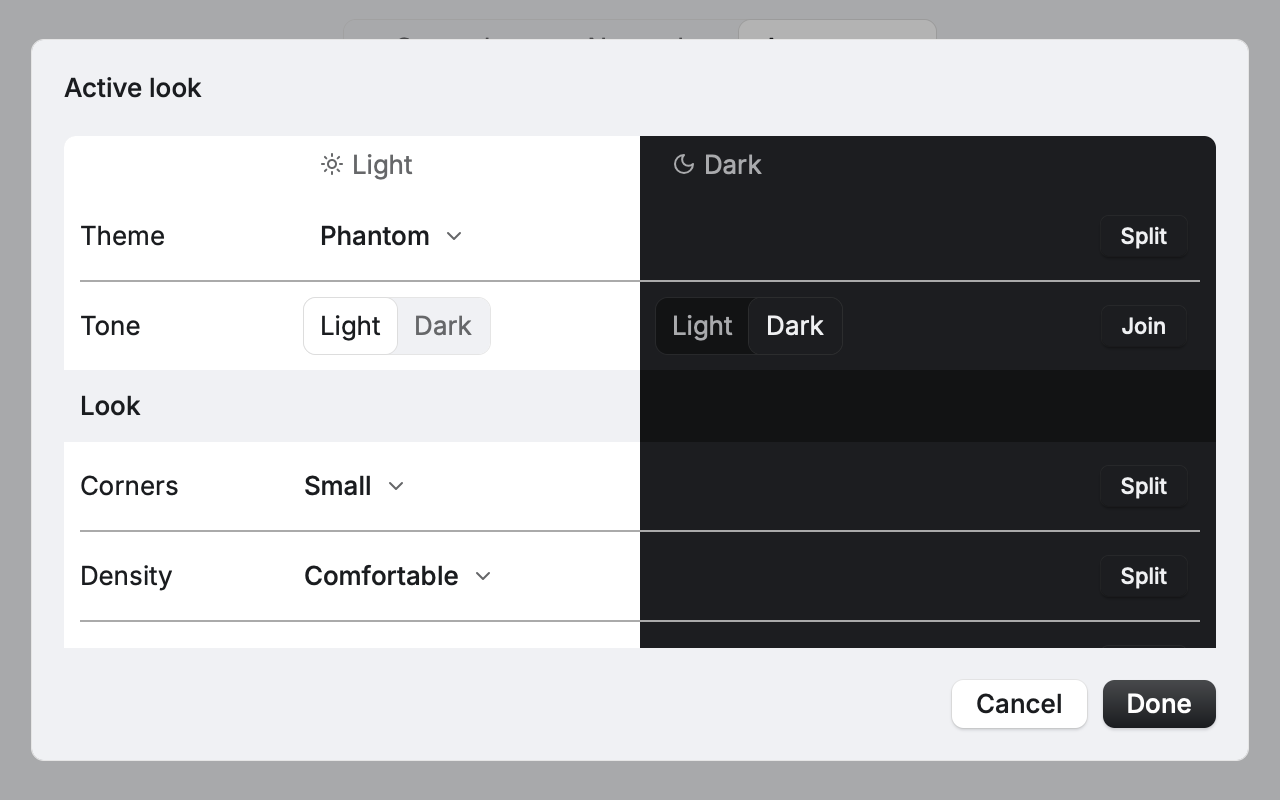 Active look
Light
Dark
Theme
Phantom
Split
Tone
Light
Dark
Light
Dark
Join
Look
Corners
Small
Split
Density
Comfortable
Split
Cancel
Done